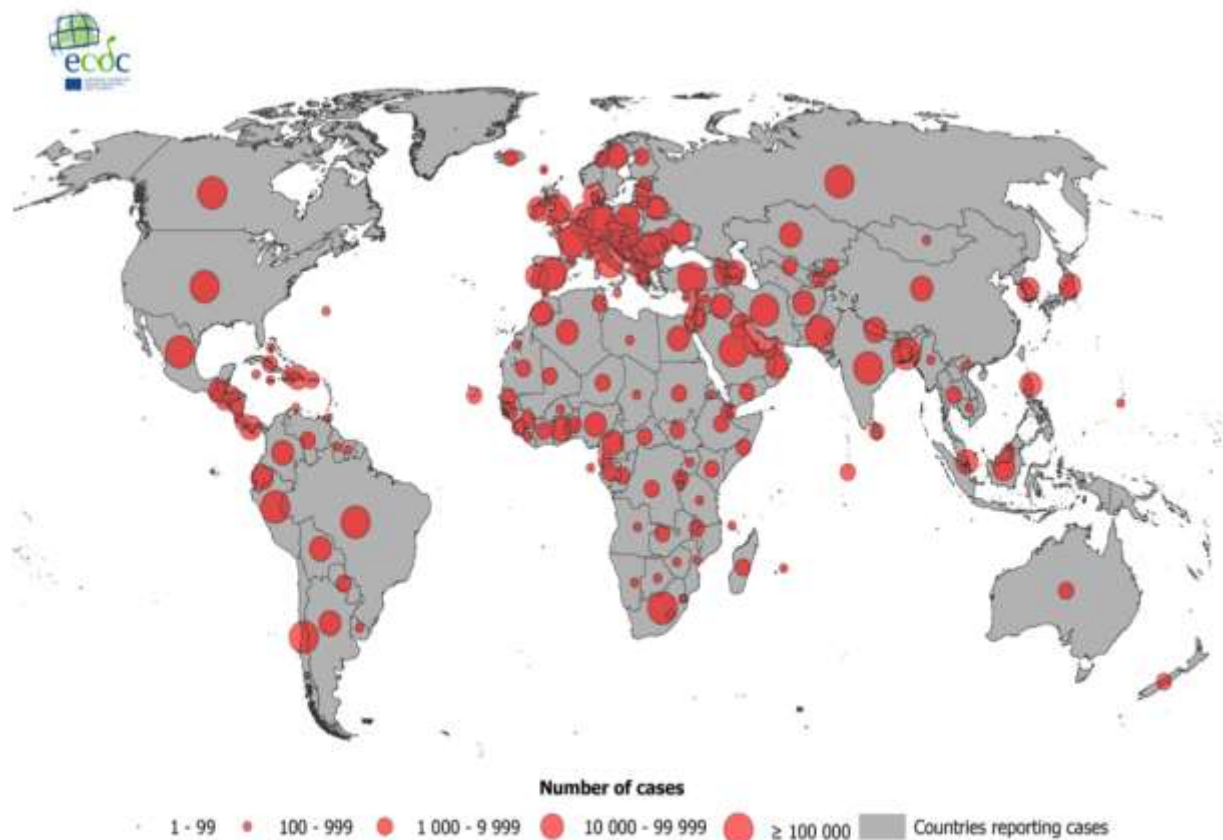 ecdc
Number of cases
1 - 99 100 - 999 1 000 - 9 999 10 000 - 99 999 ≥ 100 000 Countries reporting cases